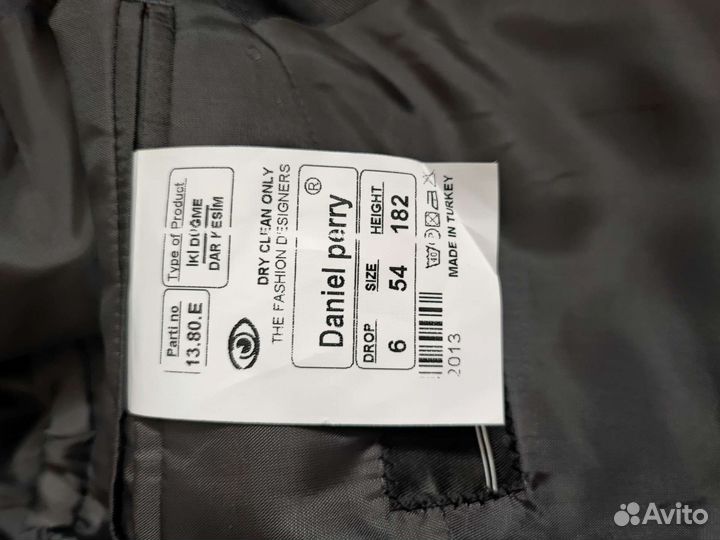 Parti no
13.80.E
Type of Product
İKİ DÜĞME
DAR KESİM
DRY CLEAN ONLY
THE FASHION DESIGNERS
Daniel perry ®
DROP SIZE HEIGHT
6 54 182
2013
MADE IN TURKEY
Avito